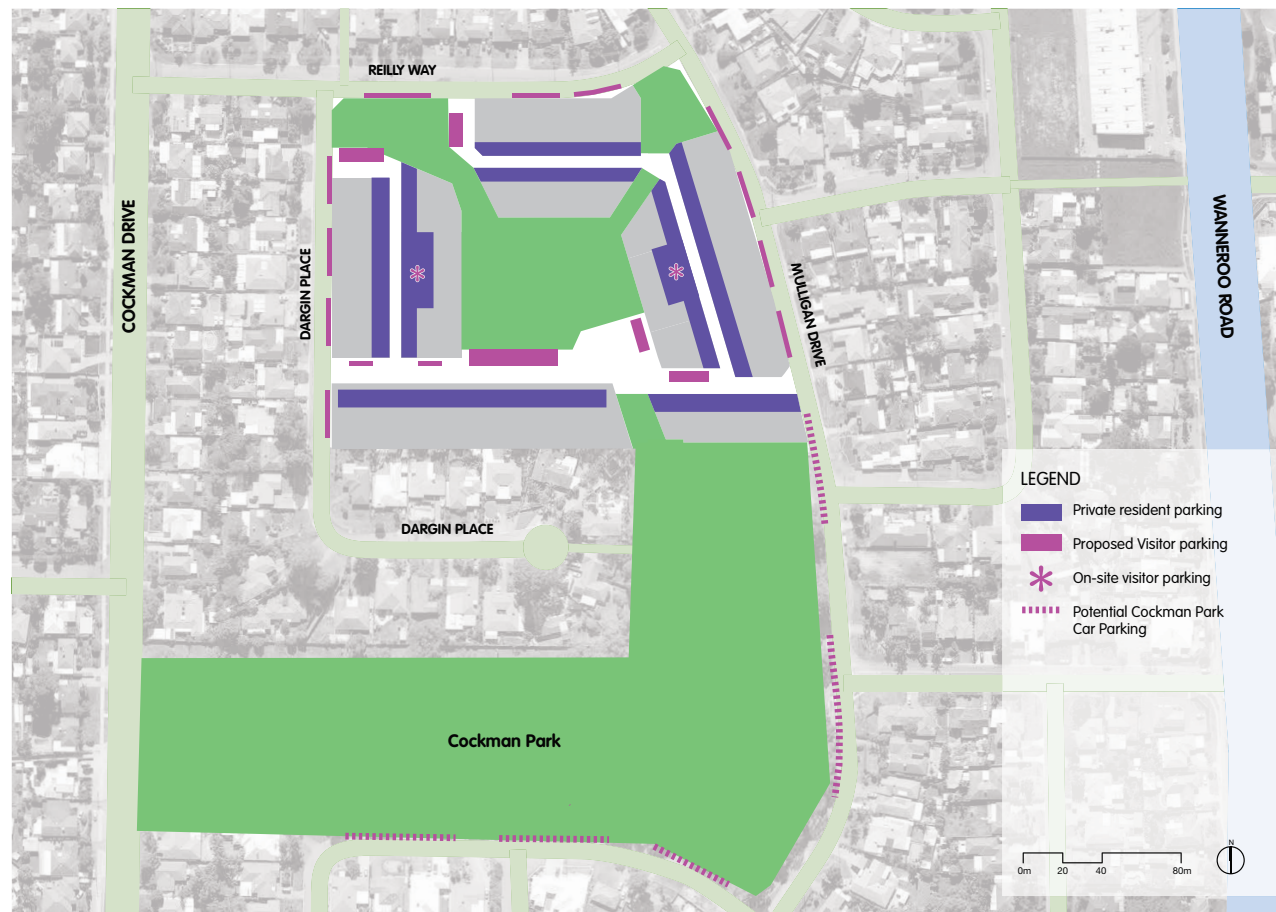 REILLY WAY
COCKMAN DRIVE
DARGIN PLACE
MULLIGAN DRIVE
WANNEROO ROAD
DARGIN PLACE
Cockman Park
LEGEND
Private resident parking
Proposed Visitor parking
On-site visitor parking
Potential Cockman Park
Car Parking
N
0m 20 40 80m